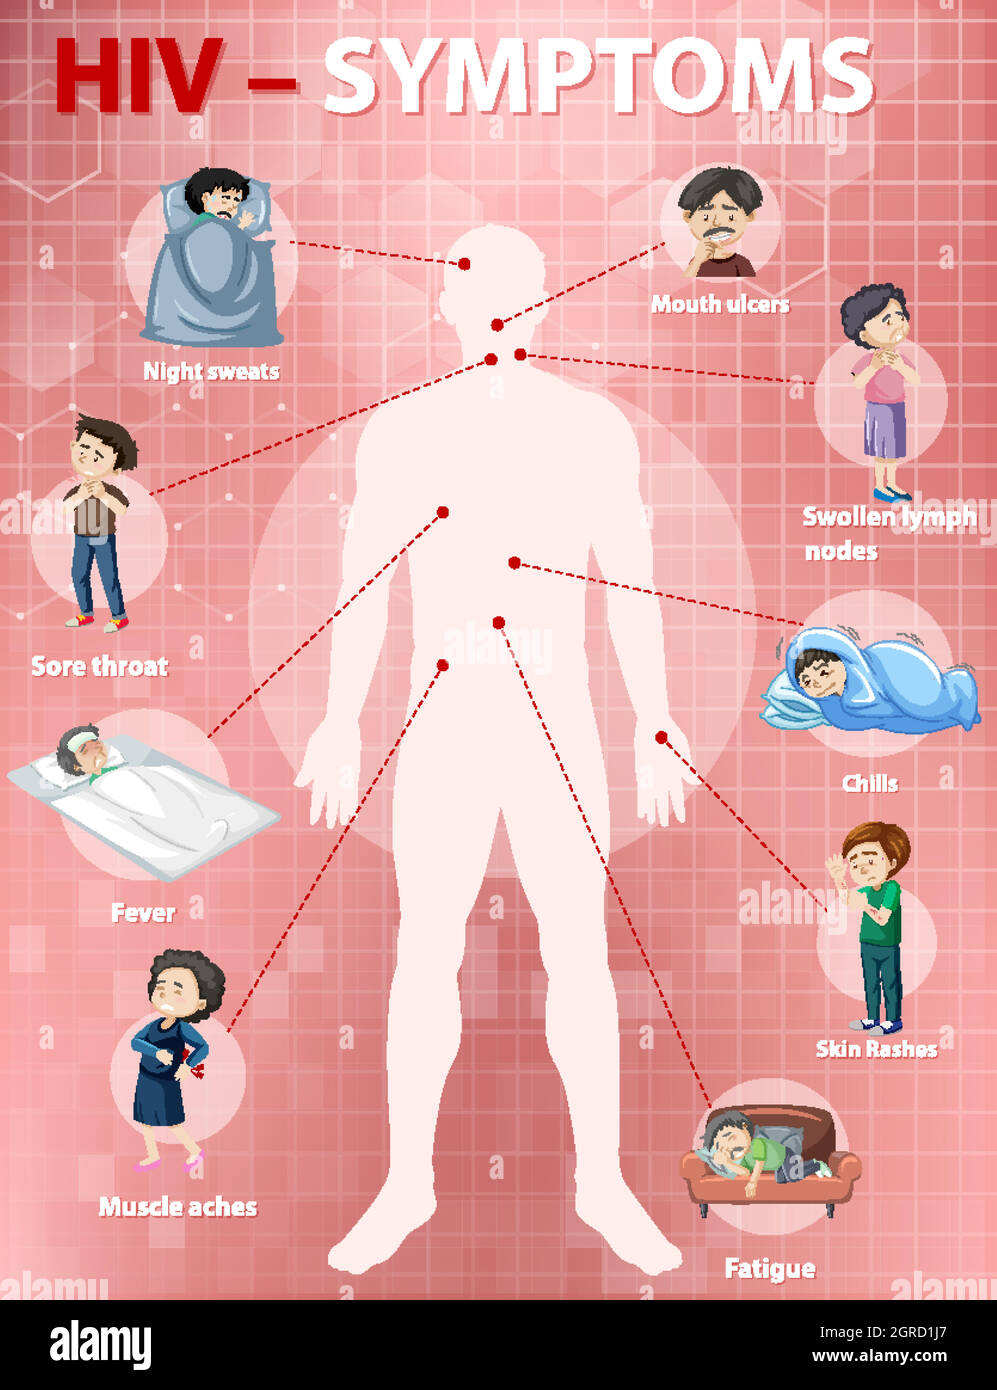 HIV – SYMPTOMS
Night sweats
Mouth ulcers
Swollen lymph
nodes
Sore throat
Chills
Fever
Skin Rashes
Muscle aches
Fatigue
alamy
alamy
Image ID: 2GRD1J7
www.alamy.com